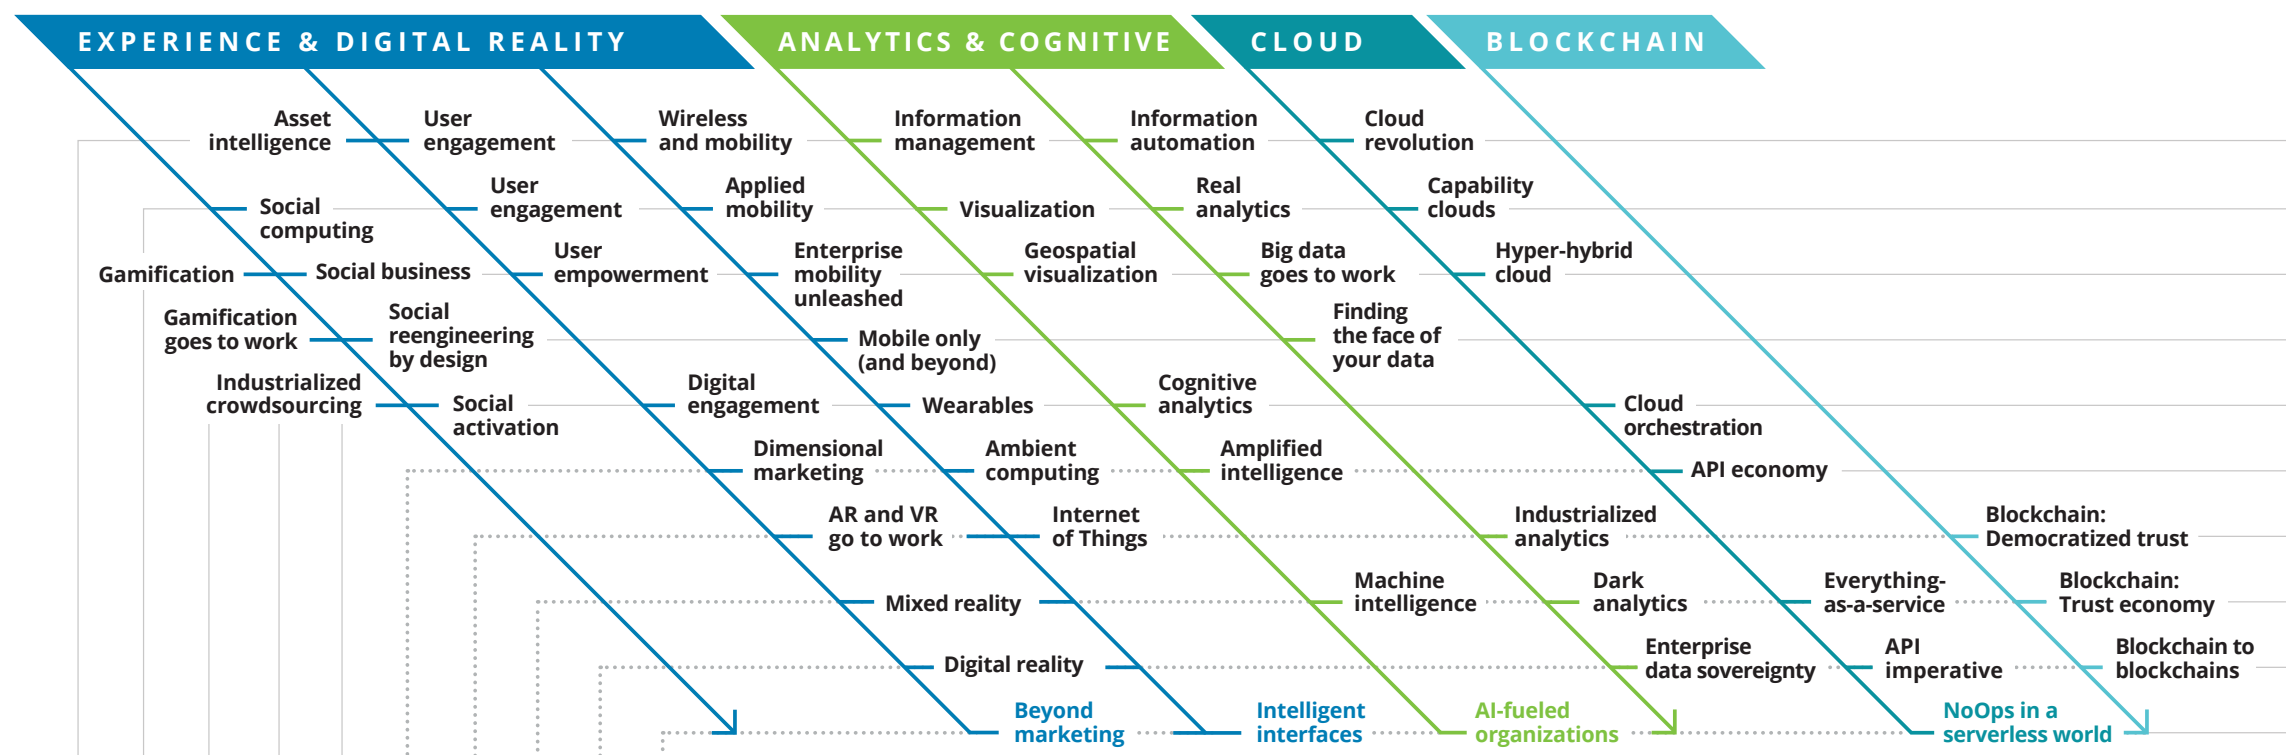 EXPERIENCE & DIGITAL REALITY
ANALYTICS & COGNITIVE
CLOUD
BLOCKCHAIN
Asset
intelligence
User
engagement
Wireless
and mobility
Information
management
Information
automation
Cloud
revolution
Social
computing
User
engagement
Applied
mobility
Visualization
Real
analytics
Capability
clouds
Gamification
Social business
User
empowerment
Enterprise
mobility
unleashed
Geospatial
visualization
Big data
goes to work
Hyper-hybrid
cloud
Gamification
goes to work
Social
reengineering
by design
Mobile only
(and beyond)
Finding
the face of
your data
Industrialized
crowdsourcing
Social
activation
Digital
engagement
Wearables
Cognitive
analytics
Cloud
orchestration
Dimensional
marketing
Ambient
computing
Amplified
intelligence
API economy
AR and VR
go to work
Internet
of Things
Industrialized
analytics
Blockchain:
Democratized trust
Mixed reality
Machine
intelligence
Dark
analytics
Everything-
as-a-service
Blockchain:
Trust economy
Digital reality
Enterprise
data sovereignty
API
imperative
Blockchain to
blockchains
Beyond
marketing
Intelligent
interfaces
AI-fueled
organizations
NoOps in a
serverless world